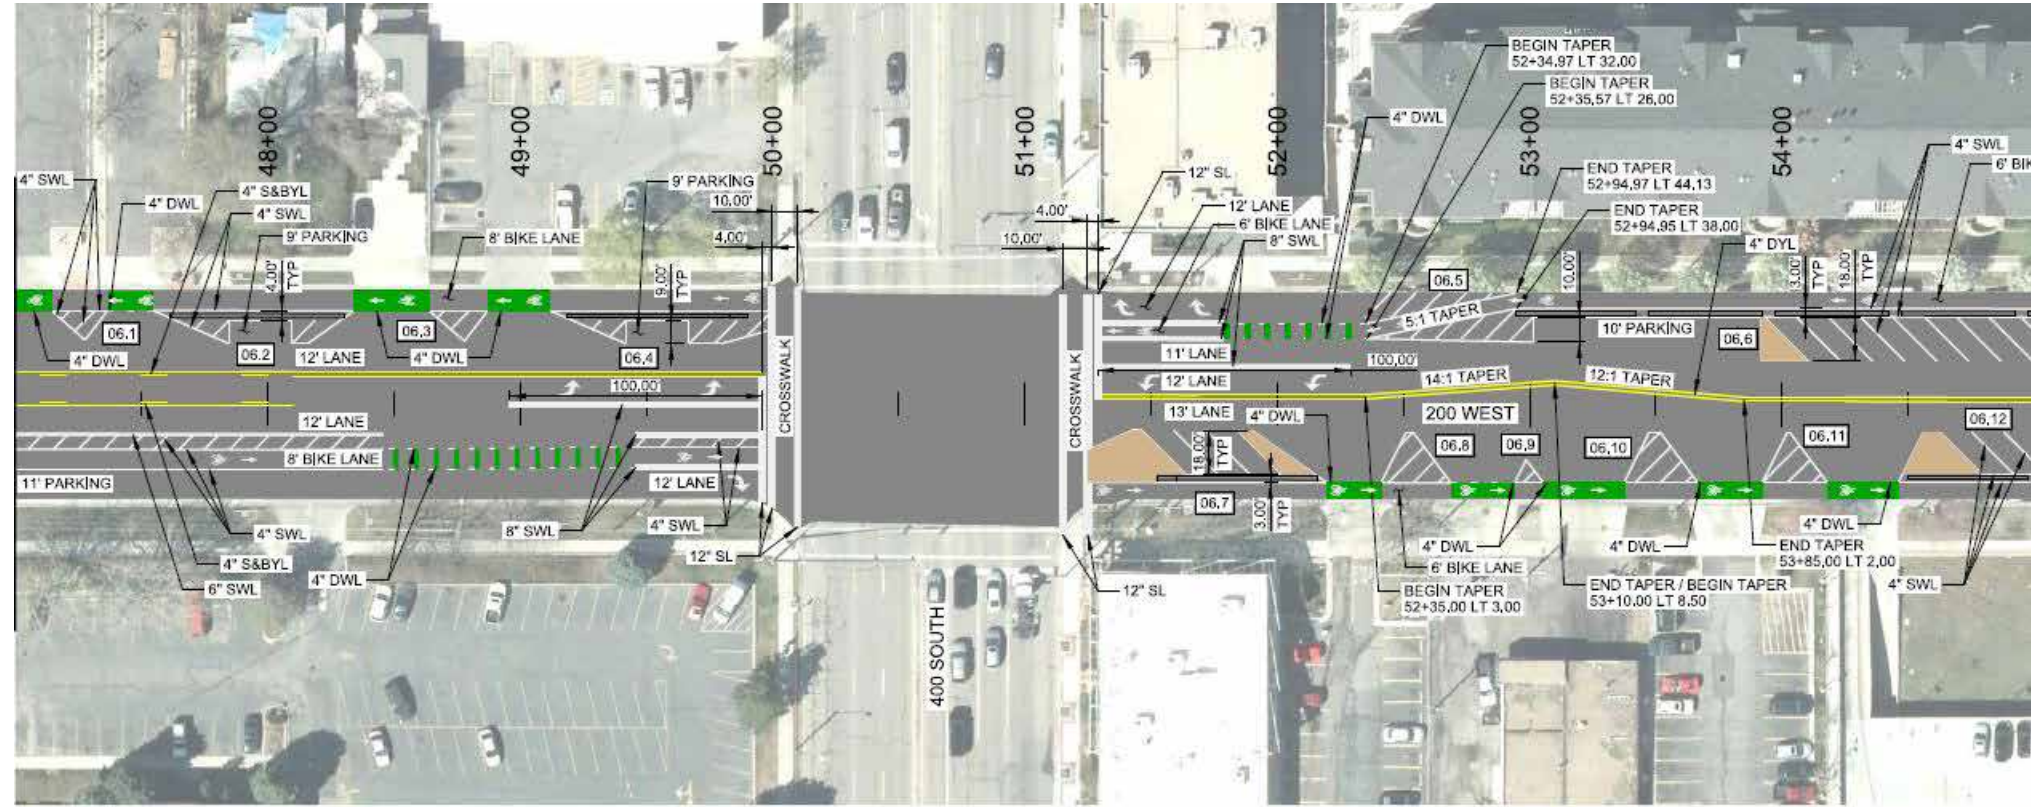 BEGIN TAPER
52+34.97 LT 32.00
BEGIN TAPER
52+35.57 LT 26.00
4" DWL
48+00
49+00
50+00
51+00
52+00
53+00
54+00
4" SWL
6' BIK
4" SWL
4" S&BYL
4" DWL
4" SWL
9' PARKING
8' BIKE LANE
9' PARKING
10.00'
4.00'
4.00'
10.00'
12" SL
12' LANE
6' BIKE LANE
8" SWL
END TAPER
52+94.97 LT 44.13
END TAPER
52+94.95 LT 38.00
4" DYL
4.00'
TYP
9.00'
TYP
06.5
10.00'
3.00'
TYP
18.00'
TYP
06.1
06.2
06.3
06.4
5:1 TAPER
10' PARKING
06.6
4" DWL
12' LANE
4" DWL
11' LANE
100.00'
100.00'
12' LANE
14:1 TAPER
12:1 TAPER
CROSSWALK
CROSSWALK
12' LANE
13' LANE
4" DWL
200 WEST
06.12
06.8
06.9
06.10
06.11
18.00'
TYP
8' BIKE LANE
11' PARKING
12' LANE
06.7
3.00'
TYP
4" SWL
8" SWL
4" SWL
12" SL
4" S&BYL
4" DWL
6" SWL
4" DWL
4" DWL
4" DWL
6' BIKE LANE
END TAPER
53+85.00 LT 2.00
4" SWL
12" SL
BEGIN TAPER
52+35.00 LT 3.00
END TAPER / BEGIN TAPER
53+10.00 LT 8.50
400 SOUTH